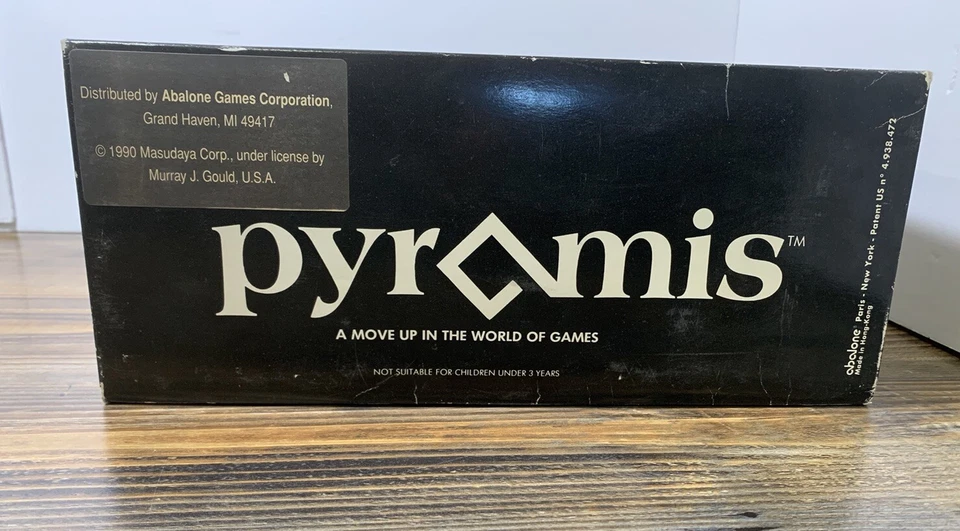 Distributed by Abalone Games Corporation,
Grand Haven, MI 49417
© 1990 Masudaya Corp., under license by
Murray J. Gould, U.S.A.
pyramis™
A MOVE UP IN THE WORLD OF GAMES
NOT SUITABLE FOR CHILDREN UNDER 3 YEARS
abalone® Paris - New York - Patent US n° 4.938.472
Made in Hong-Kong